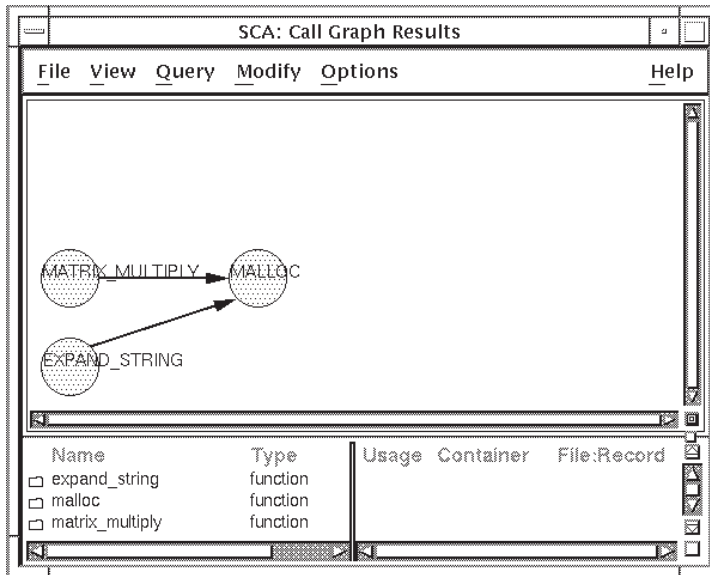 SCA: Call Graph Results
File View Query Modify Options Help
MATRIX_MULTIPLY MALLOC
EXPAND_STRING
Name Type Usage Container File:Record
expand_string function
malloc function
matrix_multiply function